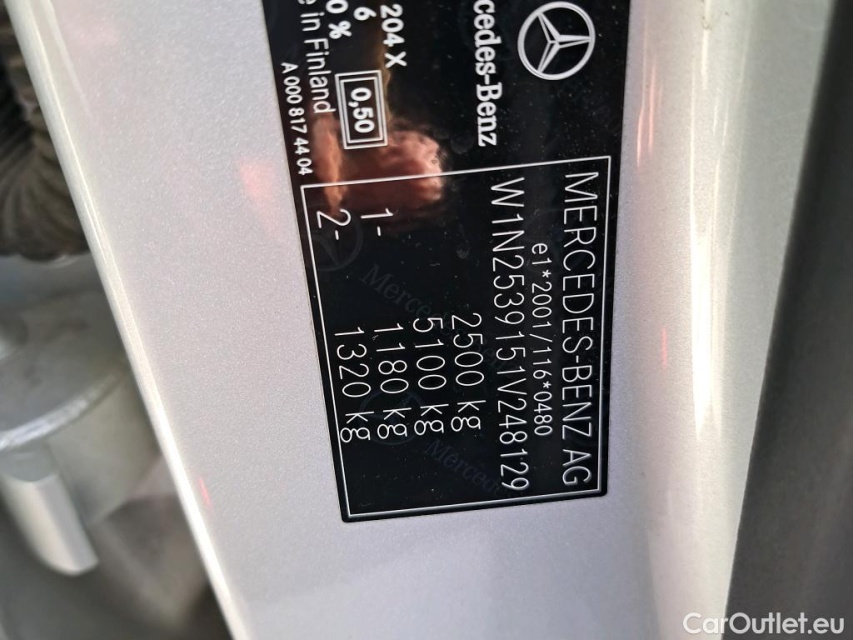 cedes-Benz
204 X
6
0 %
0,50
e in Finland
A 000 817 44 04
MERCEDES-BENZ AG
e1*2001/116*0480
W1N2539151V248129
2500 kg
5100 kg
1- 1180 kg
2- 1320 kg
CarOutlet.eu